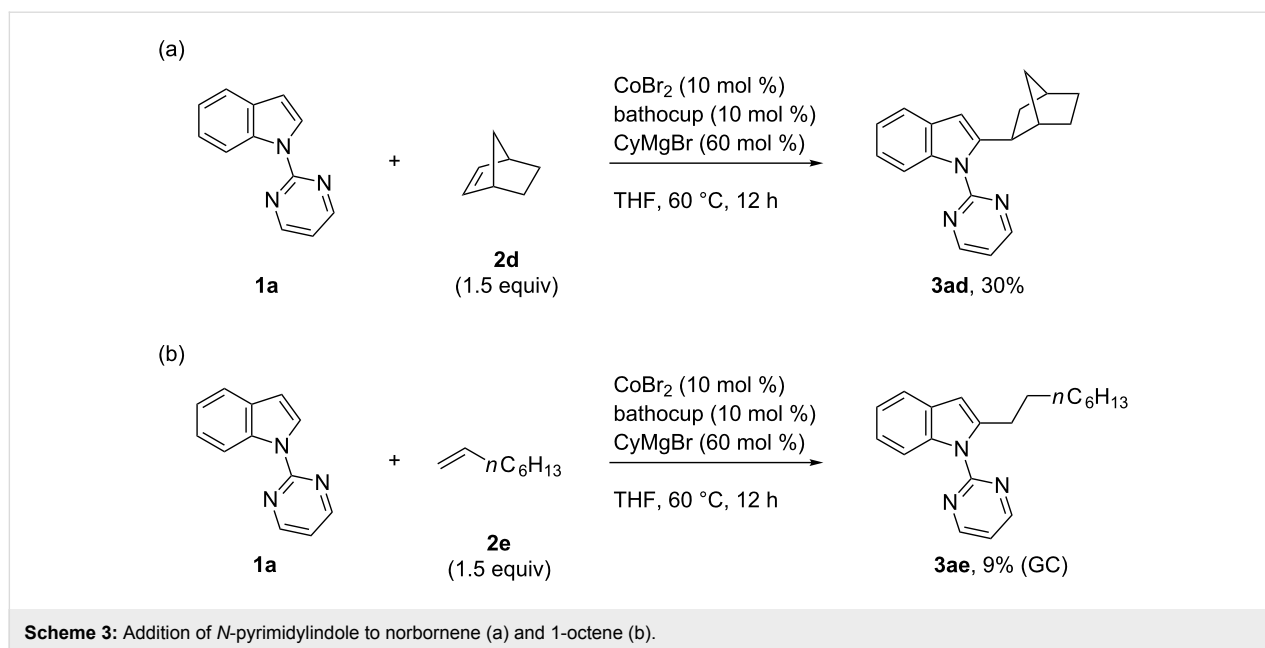 (a)
N
N
N
1a
+
2d
(1.5 equiv)
CoBr₂ (10 mol %)
bathocup (10 mol %)
CyMgBr (60 mol %)
THF, 60 °C, 12 h
N
N
N
3ad, 30%
(b)
N
N
N
1a
+
nC₆H₁₃
2e
(1.5 equiv)
CoBr₂ (10 mol %)
bathocup (10 mol %)
CyMgBr (60 mol %)
THF, 60 °C, 12 h
nC₆H₁₃
N
N
N
3ae, 9% (GC)
Scheme 3: Addition of N-pyrimidylindole to norbornene (a) and 1-octene (b).